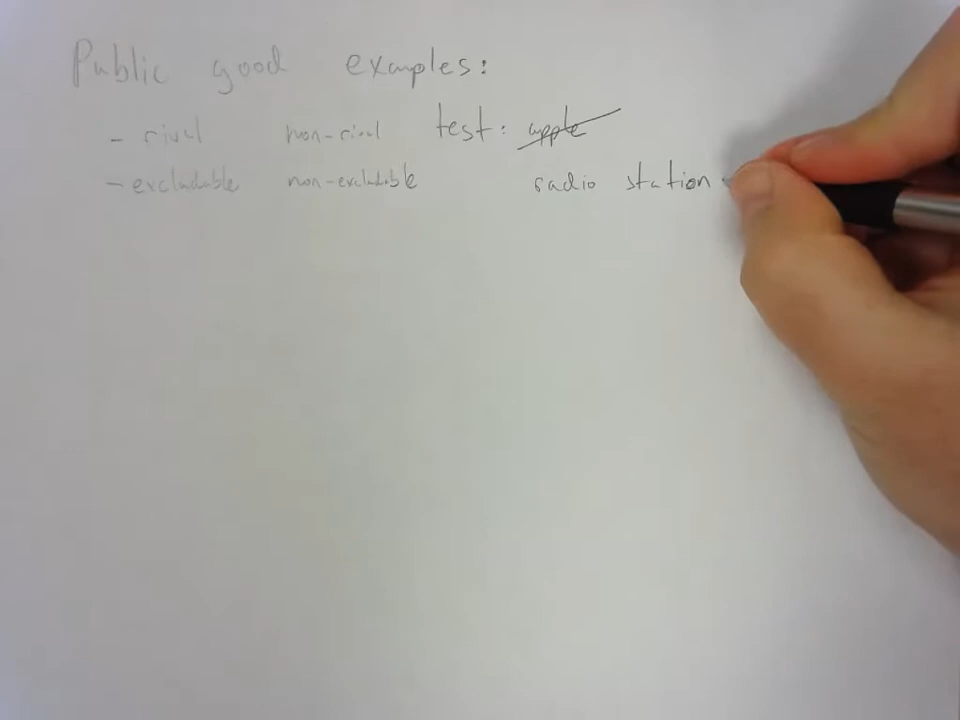 Public good examples:
- rival non-rival test: apple
- excludable non-excludable radio station